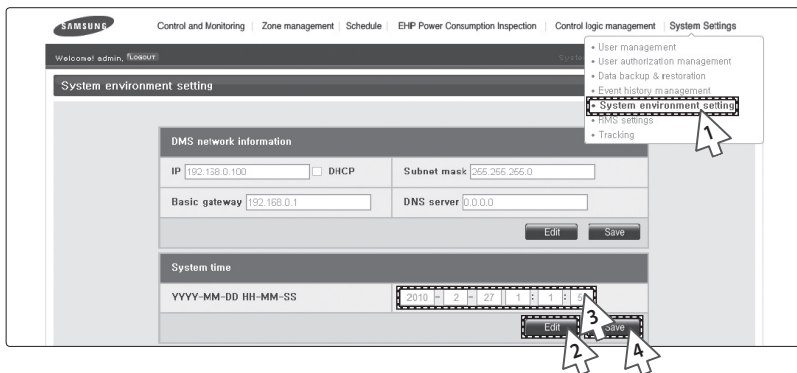 SAMSUNG Control and Monitoring Zone management Schedule EHP Power Consumption Inspection Control logic management System Settings
Welcome! admin, LOGOUT
• User management
• User authorization management
• Data backup & restoration
• Event history management
• System environment setting
• RMS settings
• Tracking
1
System environment setting
DMS network information
IP 192.168.0.100 DHCP Subnet mask 255.255.255.0
Basic gateway 192.168.0.1 DNS server 0.0.0.0
Edit Save
System time
YYYY-MM-DD HH-MM-SS 2010 - 2 - 27 1 : 1 : 5
3
Edit Save
2 4